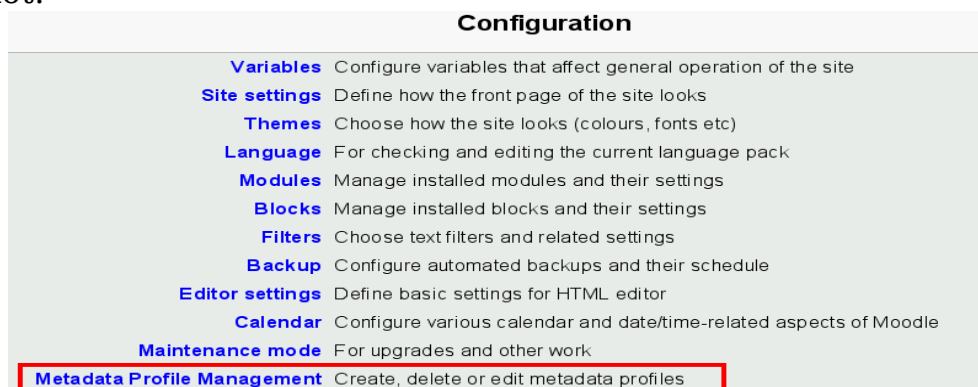 Configuration
Variables Configure variables that affect general operation of the site
Site settings Define how the front page of the site looks
Themes Choose how the site looks (colours, fonts etc)
Language For checking and editing the current language pack
Modules Manage installed modules and their settings
Blocks Manage installed blocks and their settings
Filters Choose text filters and related settings
Backup Configure automated backups and their schedule
Editor settings Define basic settings for HTML editor
Calendar Configure various calendar and date/time-related aspects of Moodle
Maintenance mode For upgrades and other work
Metadata Profile Management Create, delete or edit metadata profiles